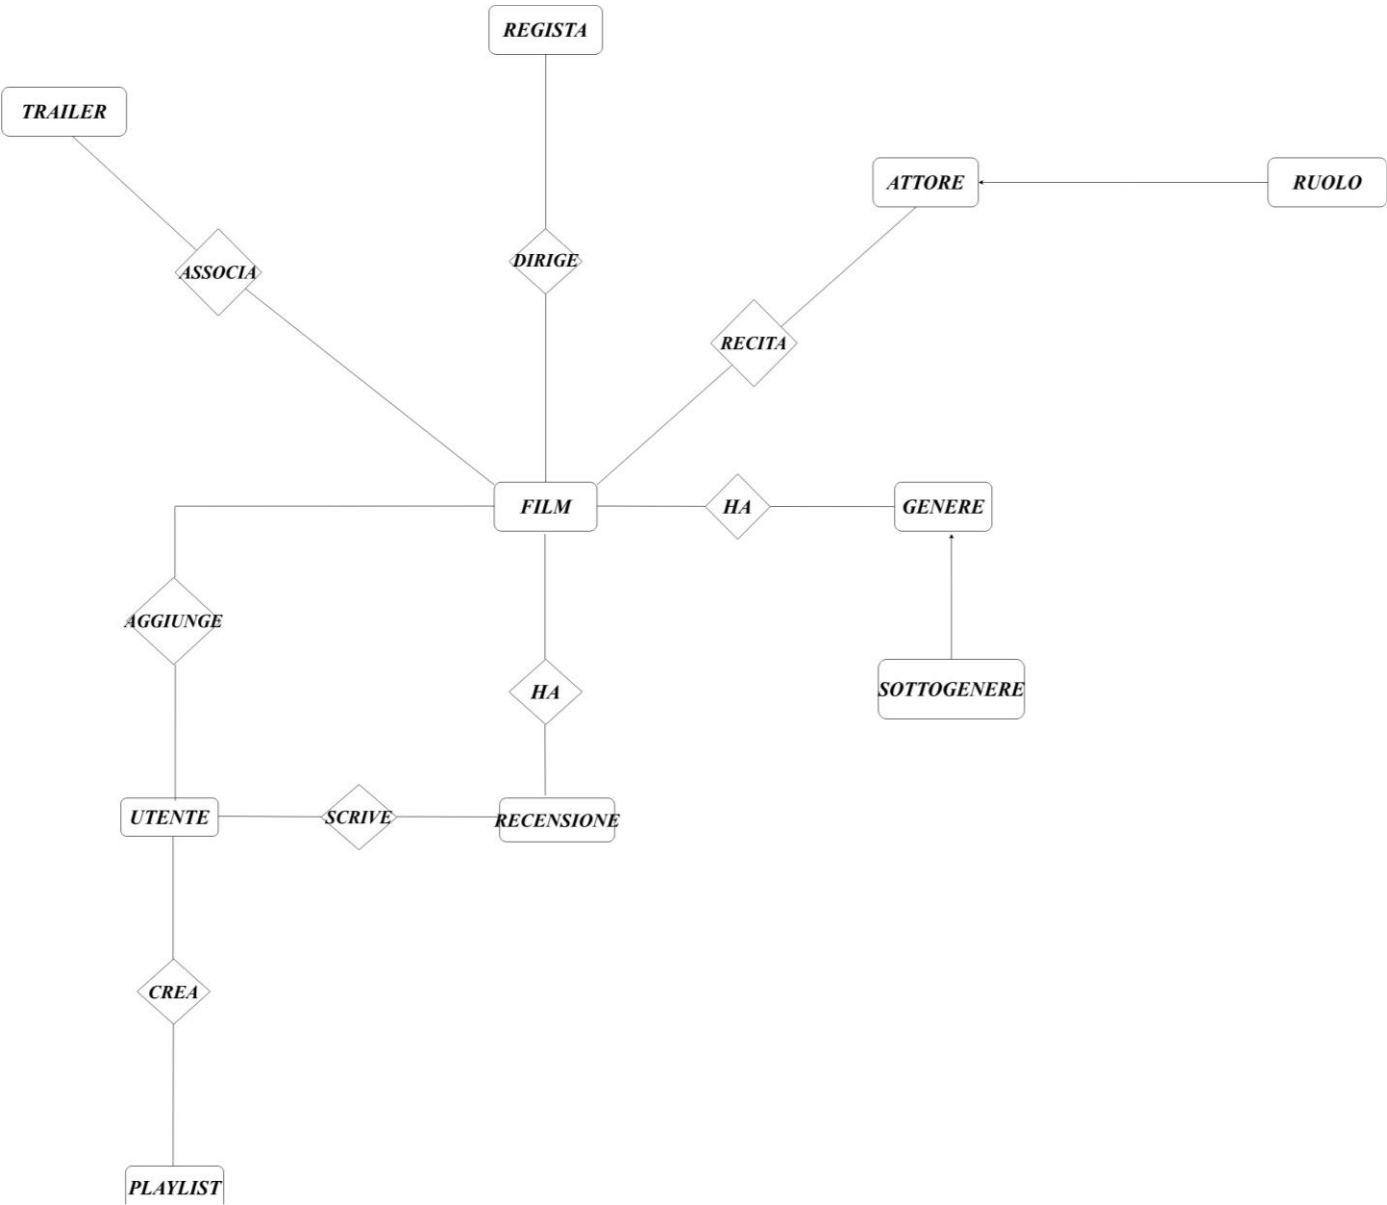 REGISTA
TRAILER
ATTORE
RUOLO
DIRIGE
ASSOCIA
RECITA
FILM
HA
GENERE
AGGIUNGE
HA
SOTTOGENERE
UTENTE
SCRIVE
RECENSIONE
CREA
PLAYLIST